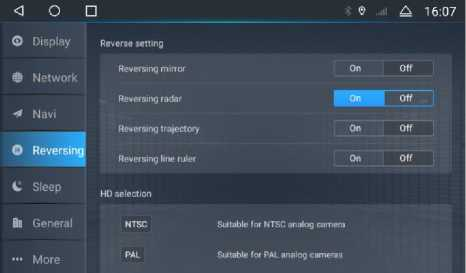 16:07
Display
Network
Navi
Reversing
Sleep
General
More
Reverse setting
Reversing mirror On Off
Reversing radar On Off
Reversing trajectory On Off
Reversing line ruler On Off
HD selection
NTSC Suitable for NTSC analog camera
PAL Suitable for PAL analog cameras